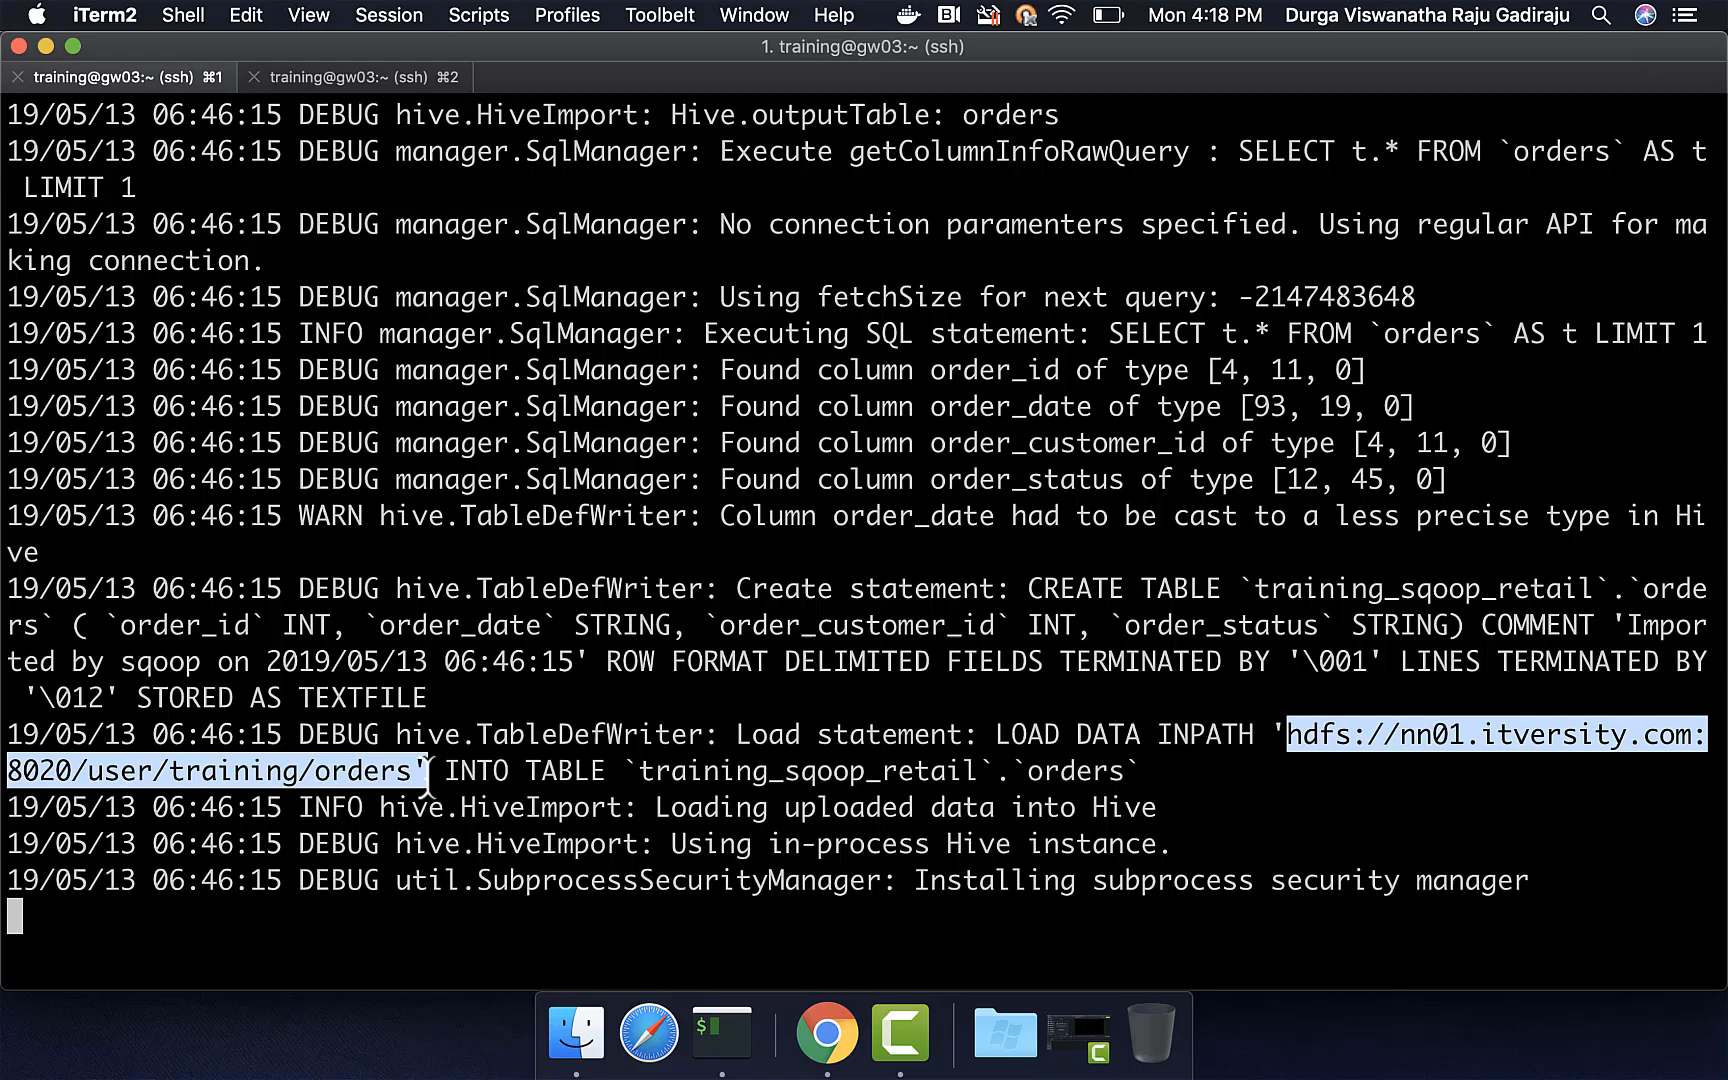 iTerm2 Shell Edit View Session Scripts Profiles Toolbelt Window Help Mon 4:18 PM Durga Viswanatha Raju Gadiraju
1. training@gw03:~ (ssh)
training@gw03:~ (ssh) ⌘1 training@gw03:~ (ssh) ⌘2
19/05/13 06:46:15 DEBUG hive.HiveImport: Hive.outputTable: orders
19/05/13 06:46:15 DEBUG manager.SqlManager: Execute getColumnInfoRawQuery : SELECT t.* FROM `orders` AS t
 LIMIT 1
19/05/13 06:46:15 DEBUG manager.SqlManager: No connection paramenters specified. Using regular API for ma
king connection.
19/05/13 06:46:15 DEBUG manager.SqlManager: Using fetchSize for next query: -2147483648
19/05/13 06:46:15 INFO manager.SqlManager: Executing SQL statement: SELECT t.* FROM `orders` AS t LIMIT 1
19/05/13 06:46:15 DEBUG manager.SqlManager: Found column order_id of type [4, 11, 0]
19/05/13 06:46:15 DEBUG manager.SqlManager: Found column order_date of type [93, 19, 0]
19/05/13 06:46:15 DEBUG manager.SqlManager: Found column order_customer_id of type [4, 11, 0]
19/05/13 06:46:15 DEBUG manager.SqlManager: Found column order_status of type [12, 45, 0]
19/05/13 06:46:15 WARN hive.TableDefWriter: Column order_date had to be cast to a less precise type in Hi
ve
19/05/13 06:46:15 DEBUG hive.TableDefWriter: Create statement: CREATE TABLE `training_sqoop_retail`.`orde
rs` ( `order_id` INT, `order_date` STRING, `order_customer_id` INT, `order_status` STRING) COMMENT 'Impor
ted by sqoop on 2019/05/13 06:46:15' ROW FORMAT DELIMITED FIELDS TERMINATED BY '\001' LINES TERMINATED BY
 '\012' STORED AS TEXTFILE
19/05/13 06:46:15 DEBUG hive.TableDefWriter: Load statement: LOAD DATA INPATH 'hdfs://nn01.itversity.com:
8020/user/training/orders' INTO TABLE `training_sqoop_retail`.`orders`
19/05/13 06:46:15 INFO hive.HiveImport: Loading uploaded data into Hive
19/05/13 06:46:15 DEBUG hive.HiveImport: Using in-process Hive instance.
19/05/13 06:46:15 DEBUG util.SubprocessSecurityManager: Installing subprocess security manager